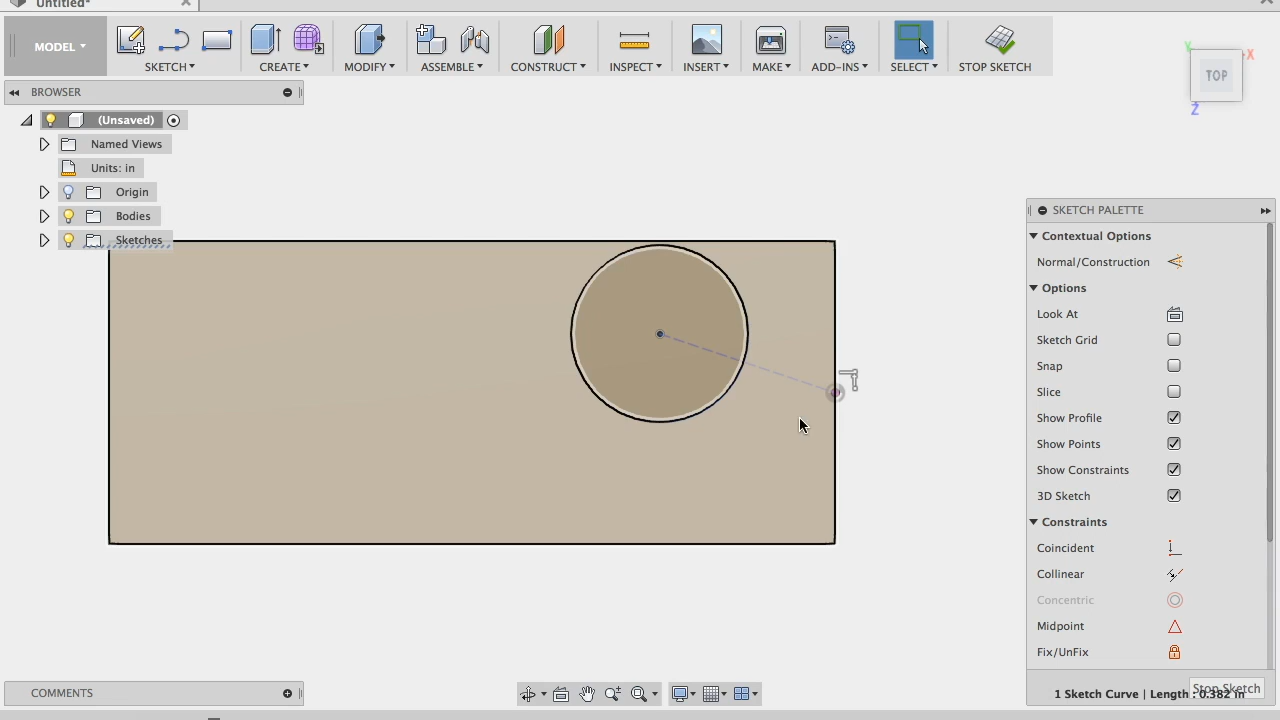 Untitled*
MODEL
SKETCH
CREATE
MODIFY
ASSEMBLE
CONSTRUCT
INSPECT
INSERT
MAKE
ADD-INS
SELECT
STOP SKETCH
Y
X
TOP
Z
BROWSER
(Unsaved)
Named Views
Units: in
Origin
Bodies
Sketches
SKETCH PALETTE
Contextual Options
Normal/Construction
Options
Look At
Sketch Grid
Snap
Slice
Show Profile
Show Points
Show Constraints
3D Sketch
Constraints
Coincident
Collinear
Concentric
Midpoint
Fix/UnFix
Stop Sketch
1 Sketch Curve | Length : 0.382 in
COMMENTS